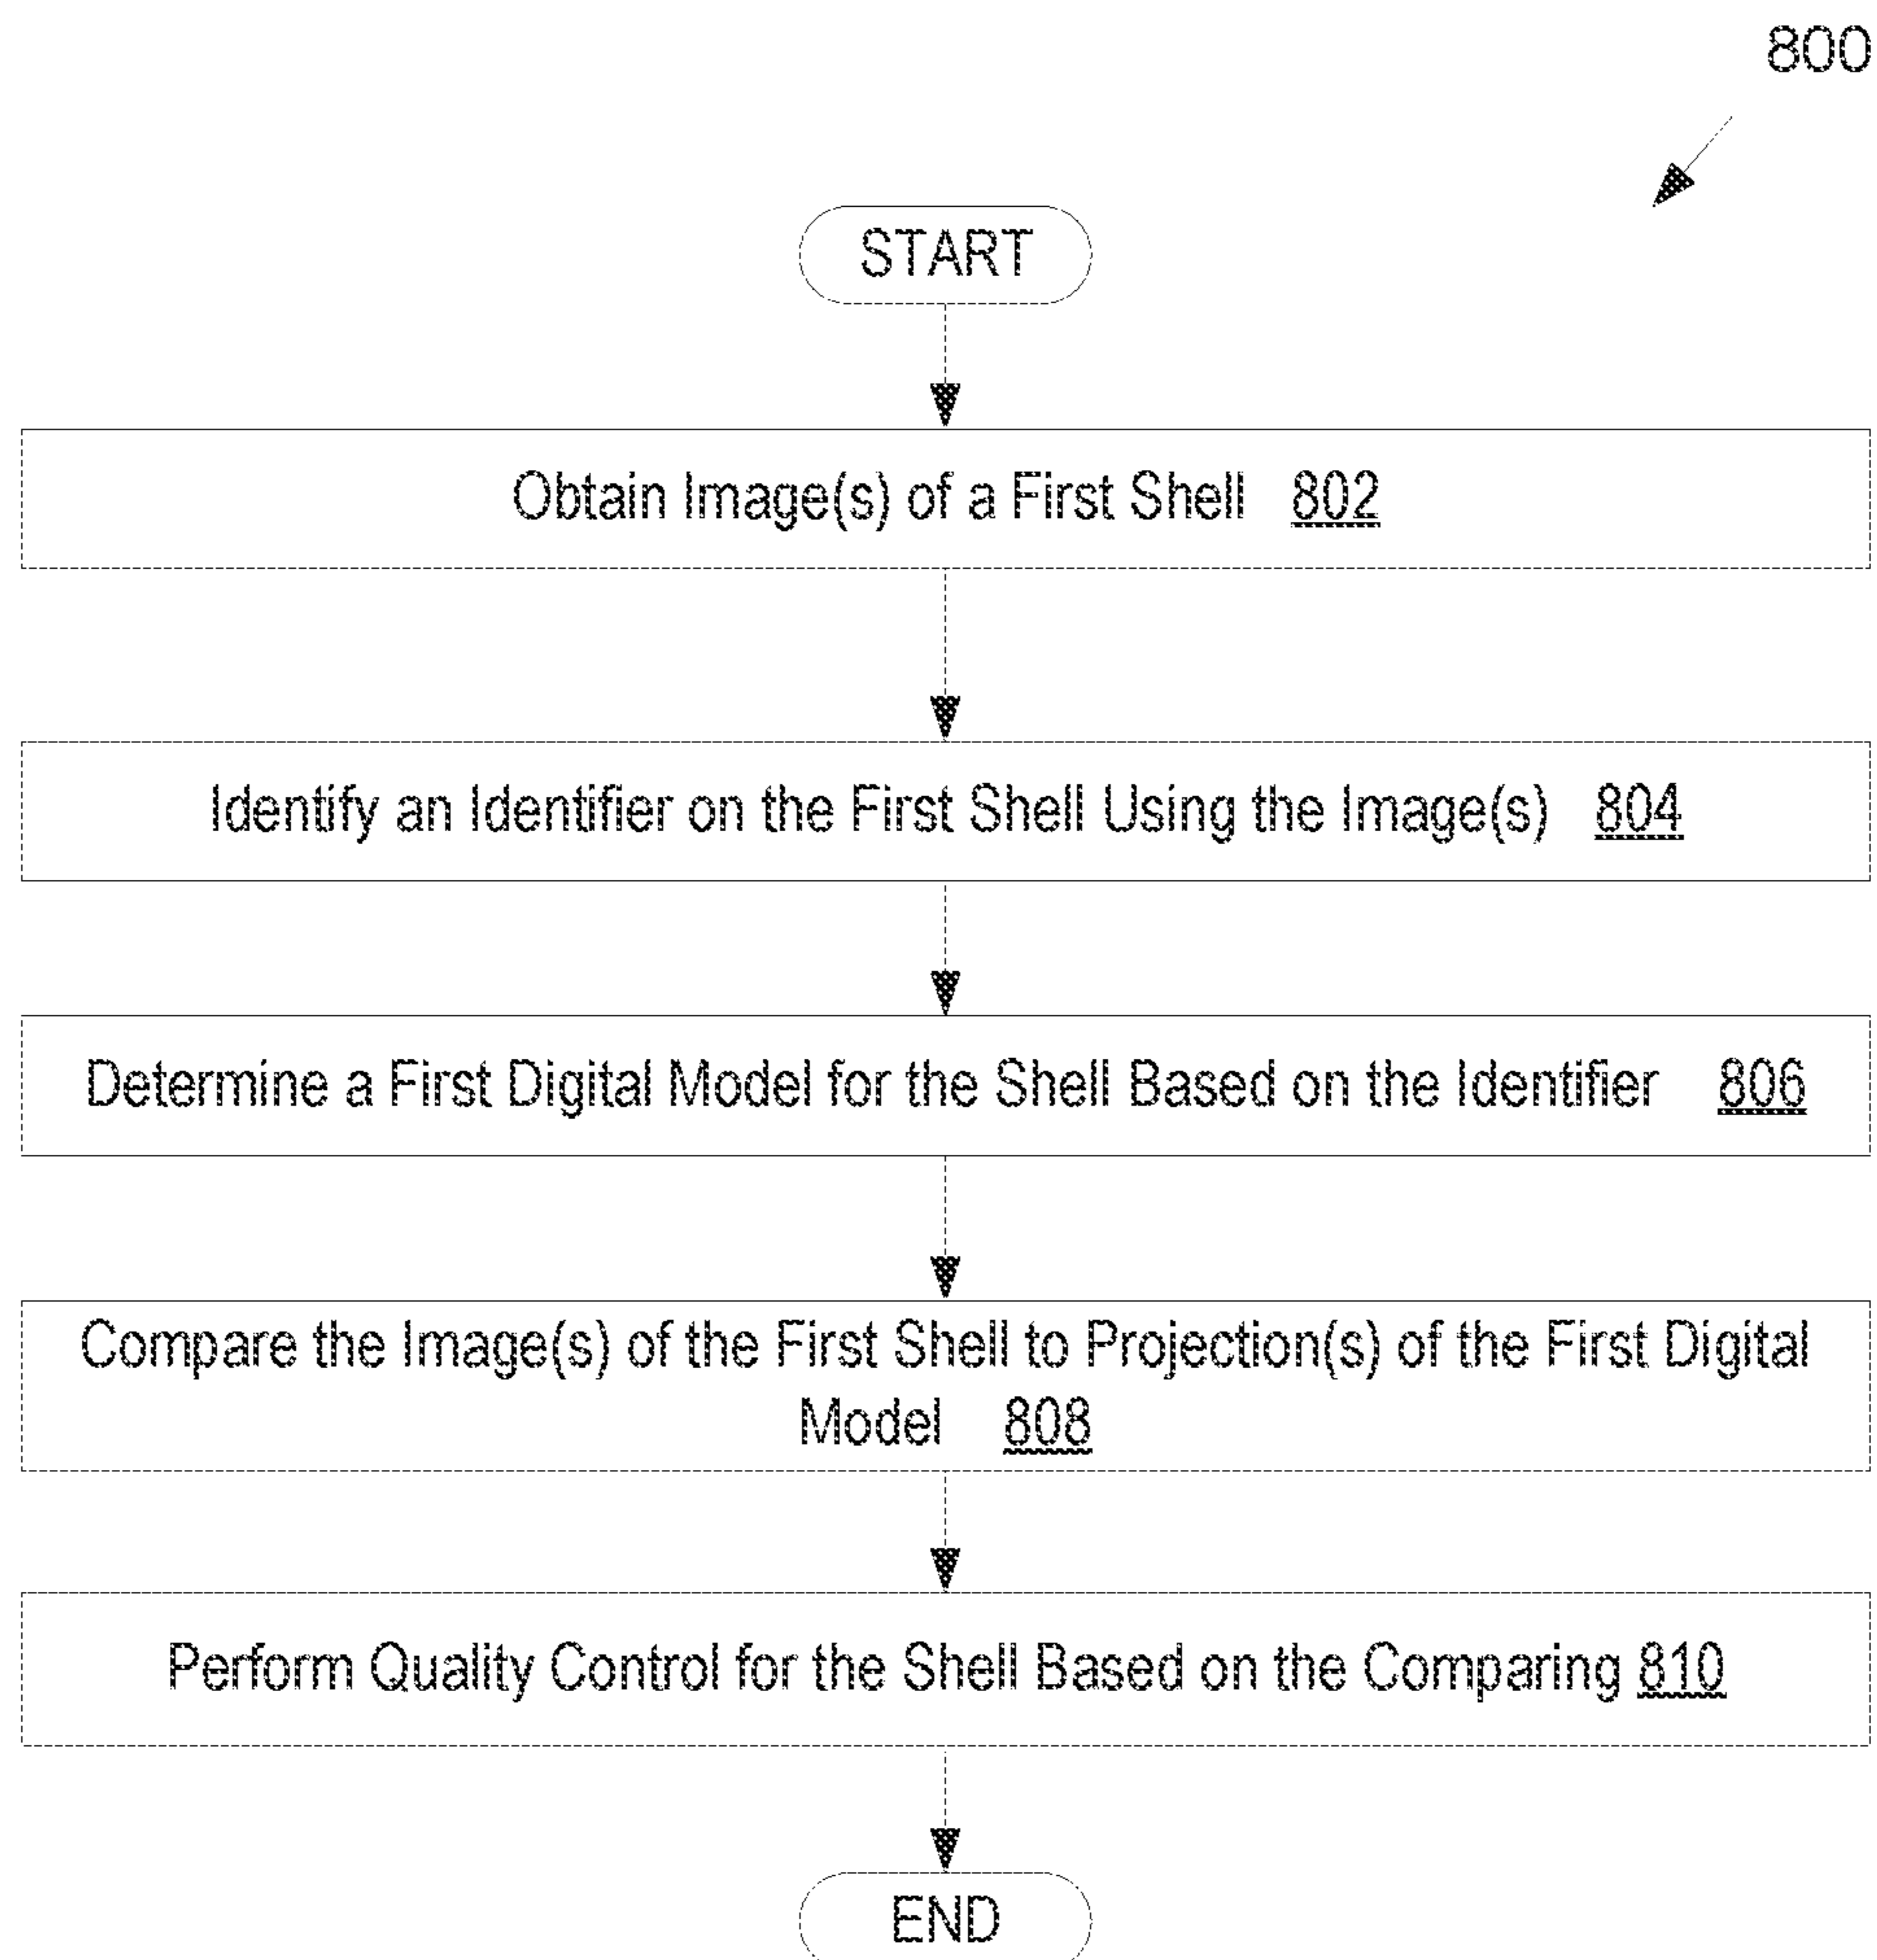 800
START
Obtain Image(s) of a First Shell 802
Identify an Identifier on the First Shell Using the Image(s) 804
Determine a First Digital Model for the Shell Based on the Identifier 806
Compare the Image(s) of the First Shell to Projection(s) of the First Digital
Model 808
Perform Quality Control for the Shell Based on the Comparing 810
END